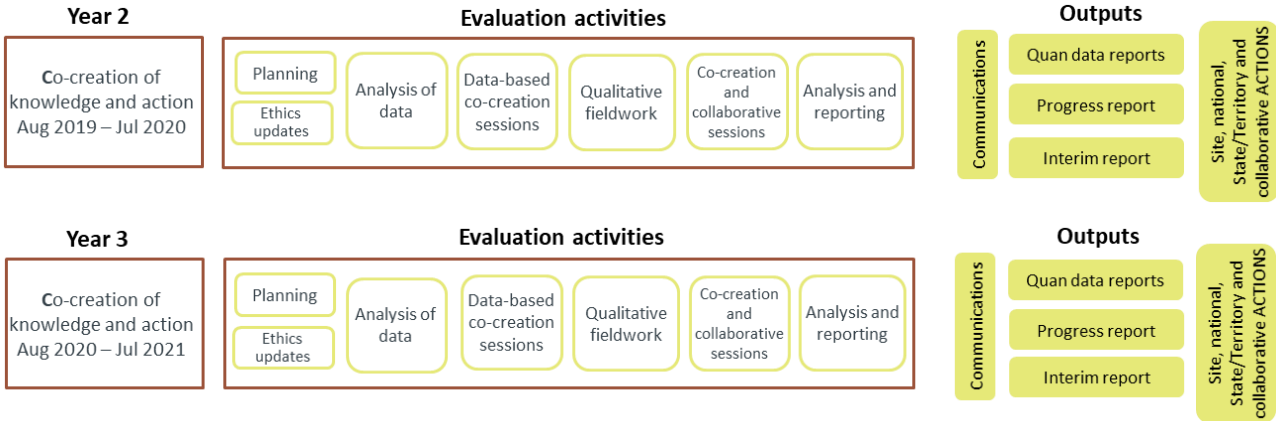 Year 2
Co-creation of
knowledge and action
Aug 2019 – Jul 2020
Evaluation activities
Planning
Ethics
updates
Analysis of
data
Data-based
co-creation
sessions
Qualitative
fieldwork
Co-creation
and
collaborative
sessions
Analysis and
reporting
Outputs
Communications
Quan data reports
Progress report
Interim report
Site, national,
State/Territory and
collaborative ACTIONS
Year 3
Co-creation of
knowledge and action
Aug 2020 – Jul 2021
Evaluation activities
Planning
Ethics
updates
Analysis of
data
Data-based
co-creation
sessions
Qualitative
fieldwork
Co-creation
and
collaborative
sessions
Analysis and
reporting
Outputs
Communications
Quan data reports
Progress report
Interim report
Site, national,
State/Territory and
collaborative ACTIONS